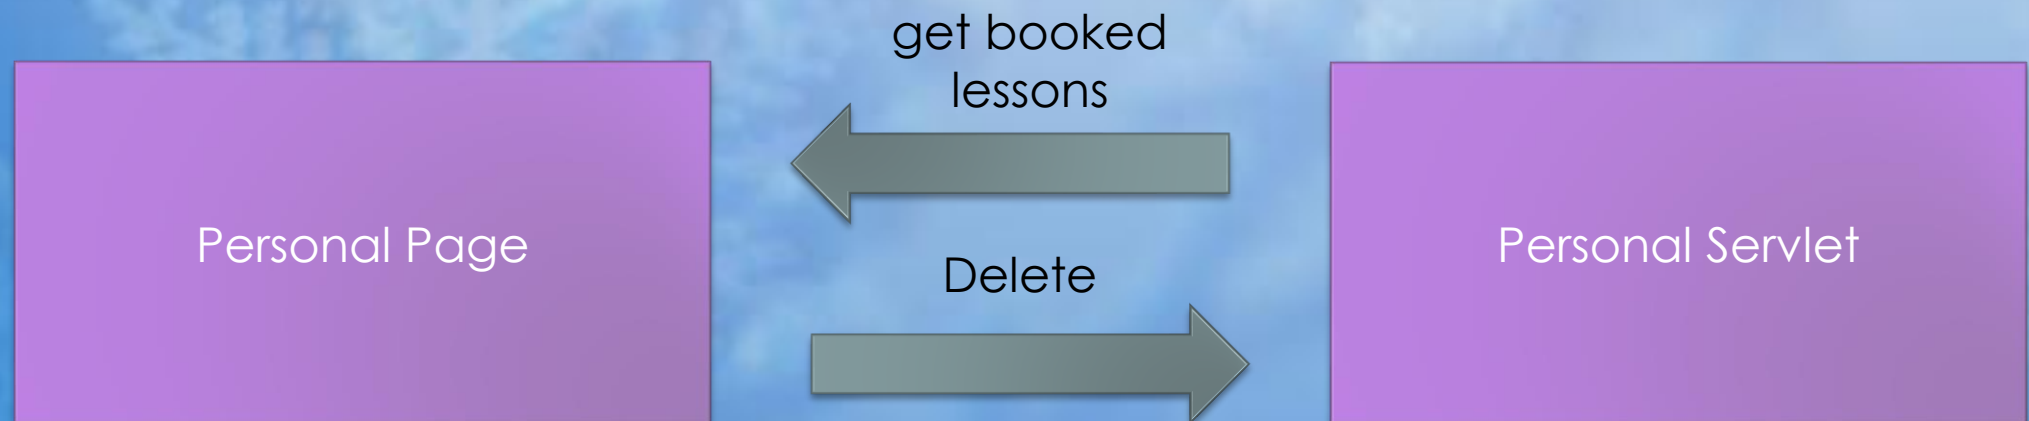 get booked
lessons
Personal Page
Personal Servlet
Delete